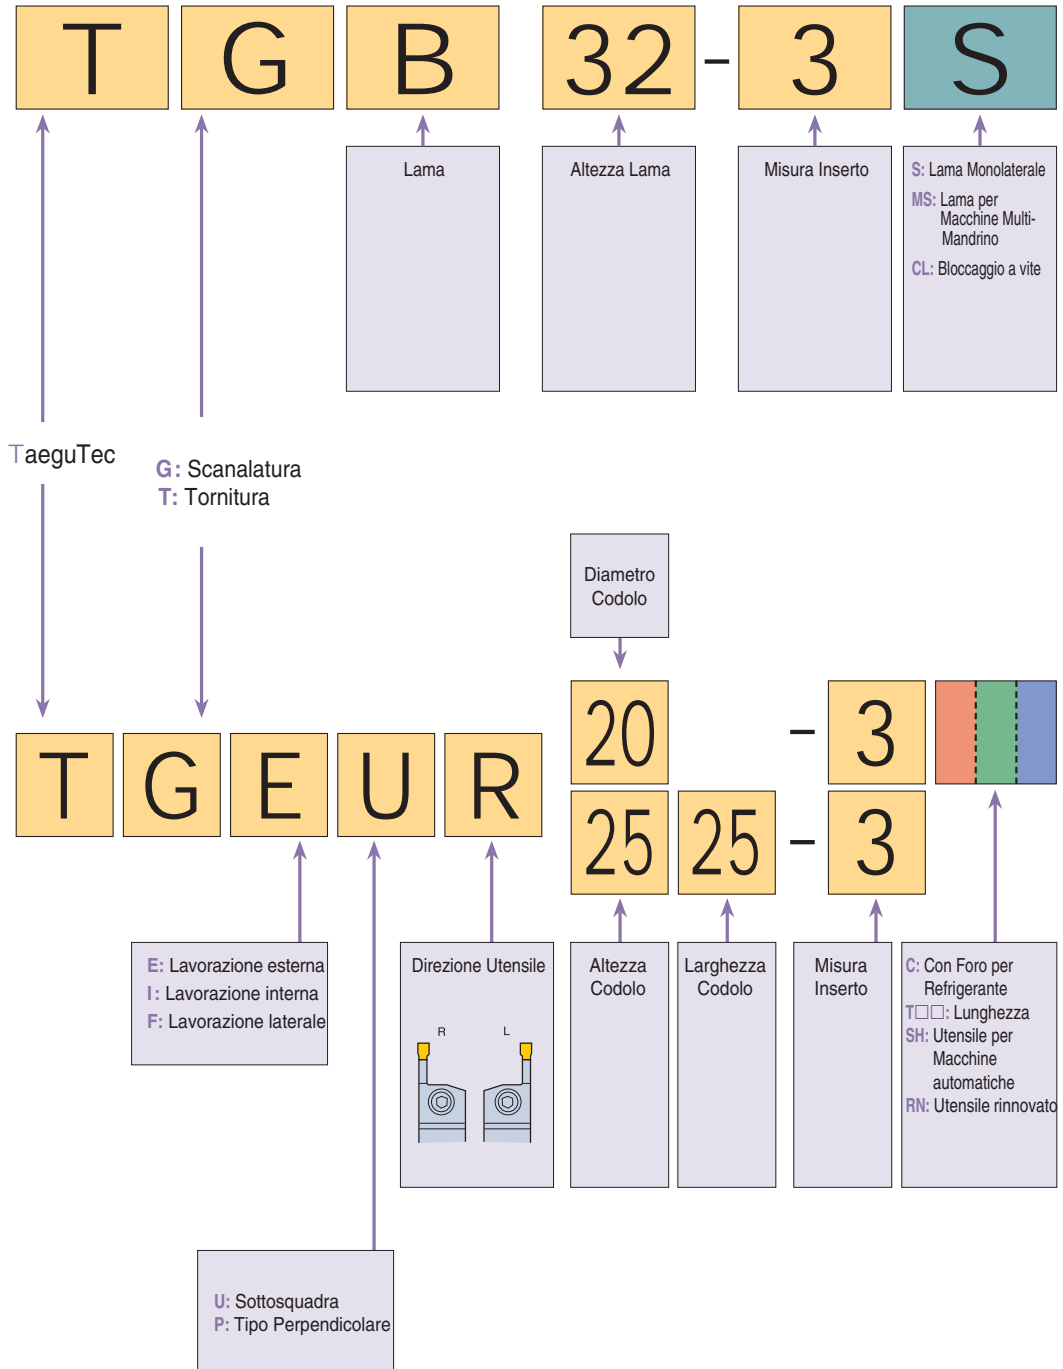 T G B 32 - 3 S
Lama
Altezza Lama
Misura Inserto
S: Lama Monolaterale
MS: Lama per
Macchine Multi-
Mandrino
CL: Bloccaggio a vite
TaeguTec
G: Scanalatura
T: Tornitura
Diametro
Codolo
20 - 3
T G E U R
25 25 - 3
E: Lavorazione esterna
I: Lavorazione interna
F: Lavorazione laterale
Direzione Utensile
R L
Altezza
Codolo
Larghezza
Codolo
Misura
Inserto
C: Con Foro per
Refrigerante
T□□: Lunghezza
SH: Utensile per
Macchine
automatiche
RN: Utensile rinnovato
U: Sottosquadra
P: Tipo Perpendicolare